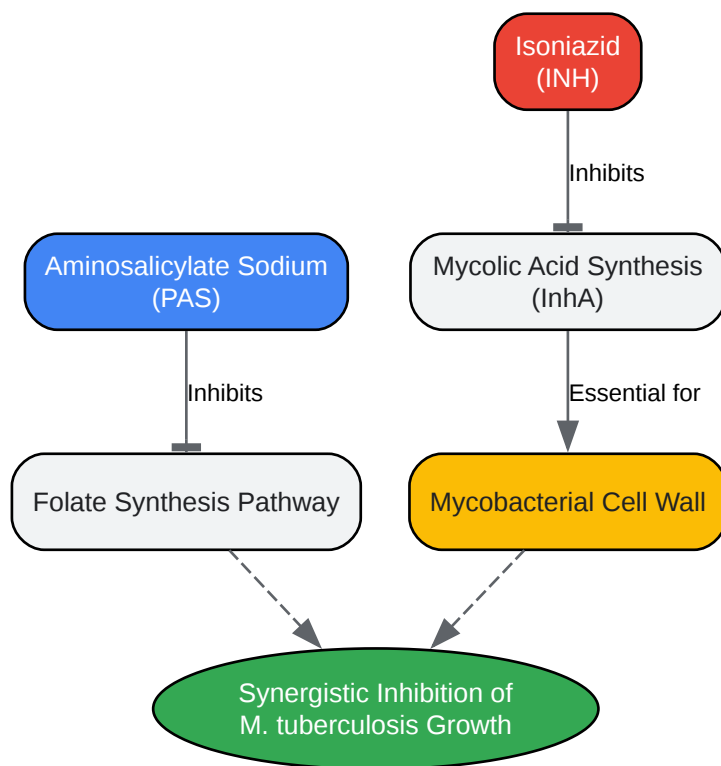 Isoniazid
(INH)
Inhibits
Aminosalicylate Sodium
(PAS)
Mycolic Acid Synthesis
(InhA)
Inhibits
Essential for
Folate Synthesis Pathway
Mycobacterial Cell Wall
Synergistic Inhibition of
M. tuberculosis Growth